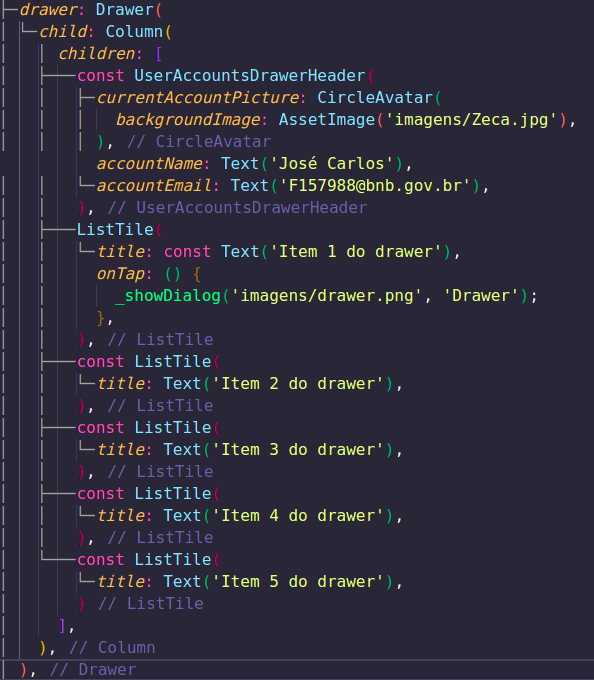 drawer: Drawer(
child: Column(
children: [
const UserAccountsDrawerHeader(
currentAccountPicture: CircleAvatar(
backgroundImage: AssetImage('imagens/Zeca.jpg'),
), // CircleAvatar
accountName: Text('José Carlos'),
accountEmail: Text('F157988@bnb.gov.br'),
), // UserAccountsDrawerHeader
ListTile(
title: const Text('Item 1 do drawer'),
onTap: () {
_showDialog('imagens/drawer.png', 'Drawer');
},
), // ListTile
const ListTile(
title: Text('Item 2 do drawer'),
), // ListTile
const ListTile(
title: Text('Item 3 do drawer'),
), // ListTile
const ListTile(
title: Text('Item 4 do drawer'),
), // ListTile
const ListTile(
title: Text('Item 5 do drawer'),
) // ListTile
],
), // Column
), // Drawer